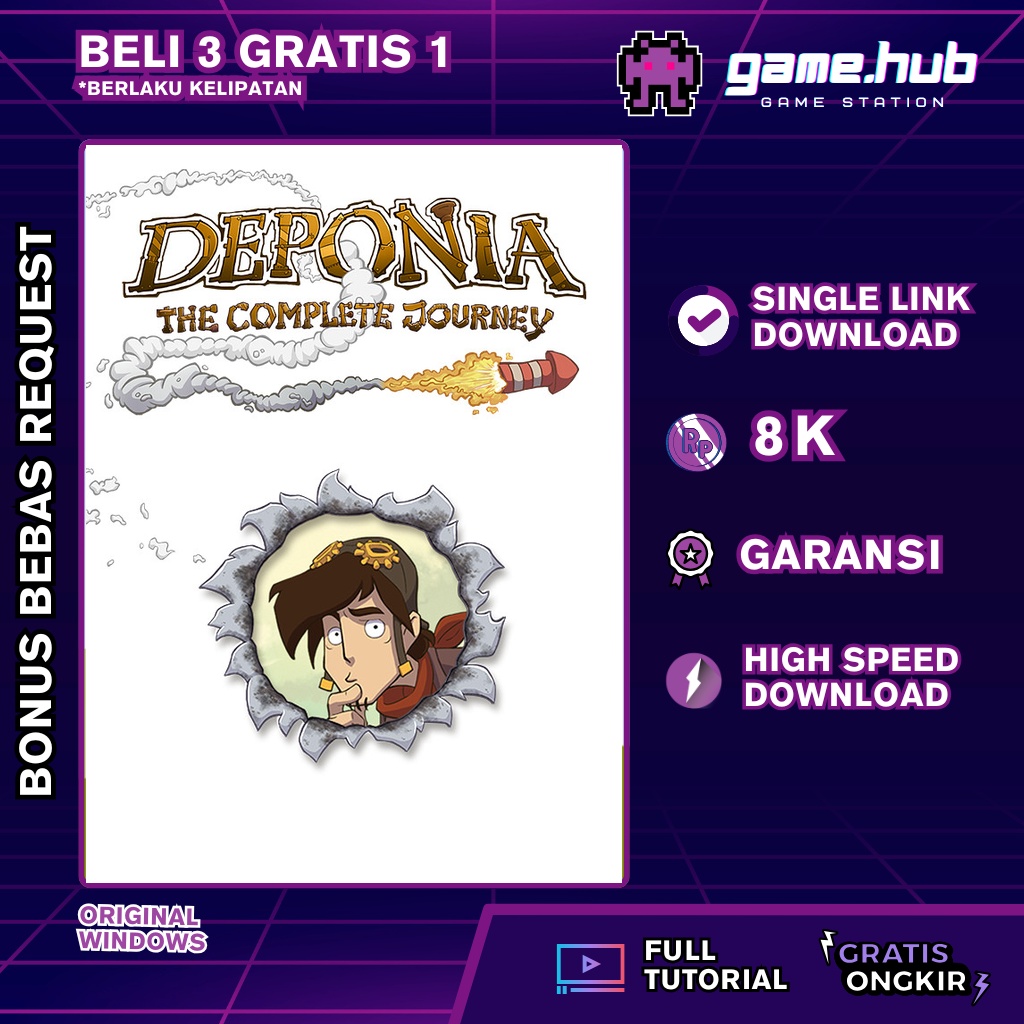 BELI 3 GRATIS 1
*BERLAKU KELIPATAN
game.hub
GAME STATION
BONUS BEBAS REQUEST
DEPONIA
THE COMPLETE JOURNEY
SINGLE LINK
DOWNLOAD
Rp
8K
GARANSI
HIGH SPEED
DOWNLOAD
ORIGINAL
WINDOWS
FULL
TUTORIAL
GRATIS
ONGKIR